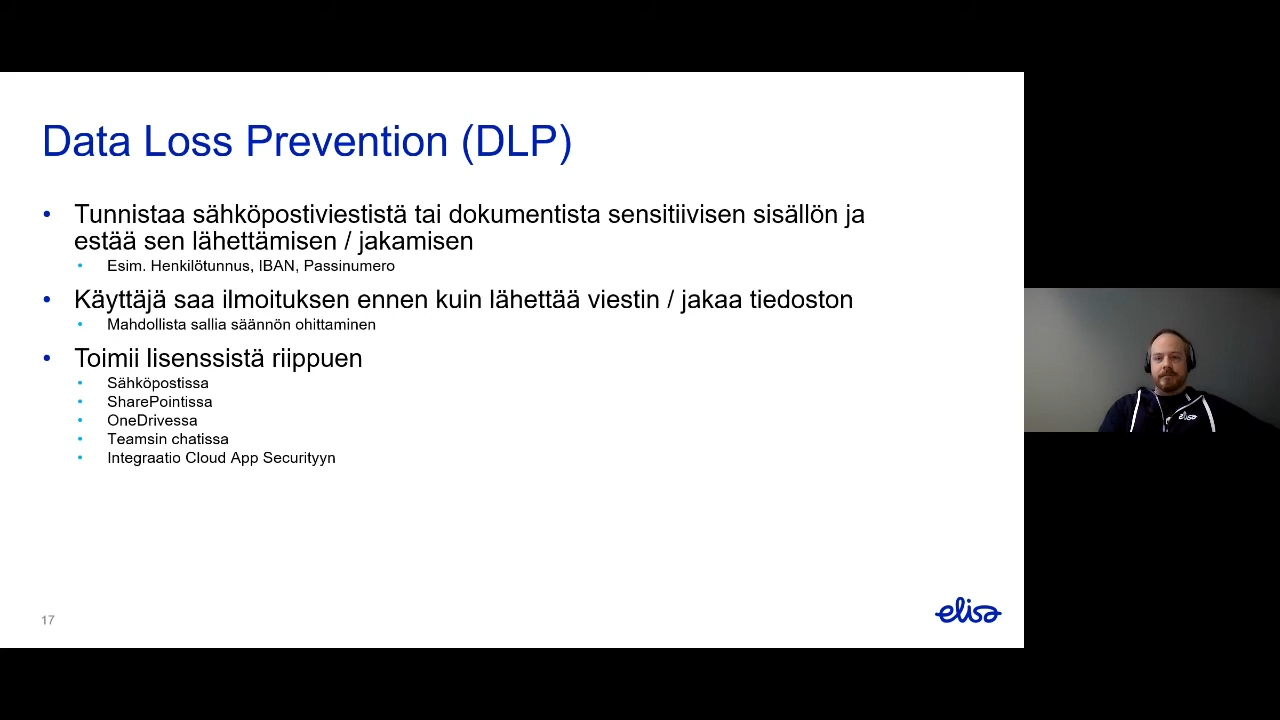 Data Loss Prevention (DLP)
• Tunnistaa sähköpostiviestistä tai dokumentista sensitiivisen sisällön ja
estää sen lähettämisen / jakamisen
• Esim. Henkilötunnus, IBAN, Passinumero
• Käyttäjä saa ilmoituksen ennen kuin lähettää viestin / jakaa tiedoston
• Mahdollista sallia säännön ohittaminen
• Toimii lisenssistä riippuen
• Sähköpostissa
• SharePointissa
• OneDrivessa
• Teamsin chatissa
• Integraatio Cloud App Securityyn
elisa
17
elisa